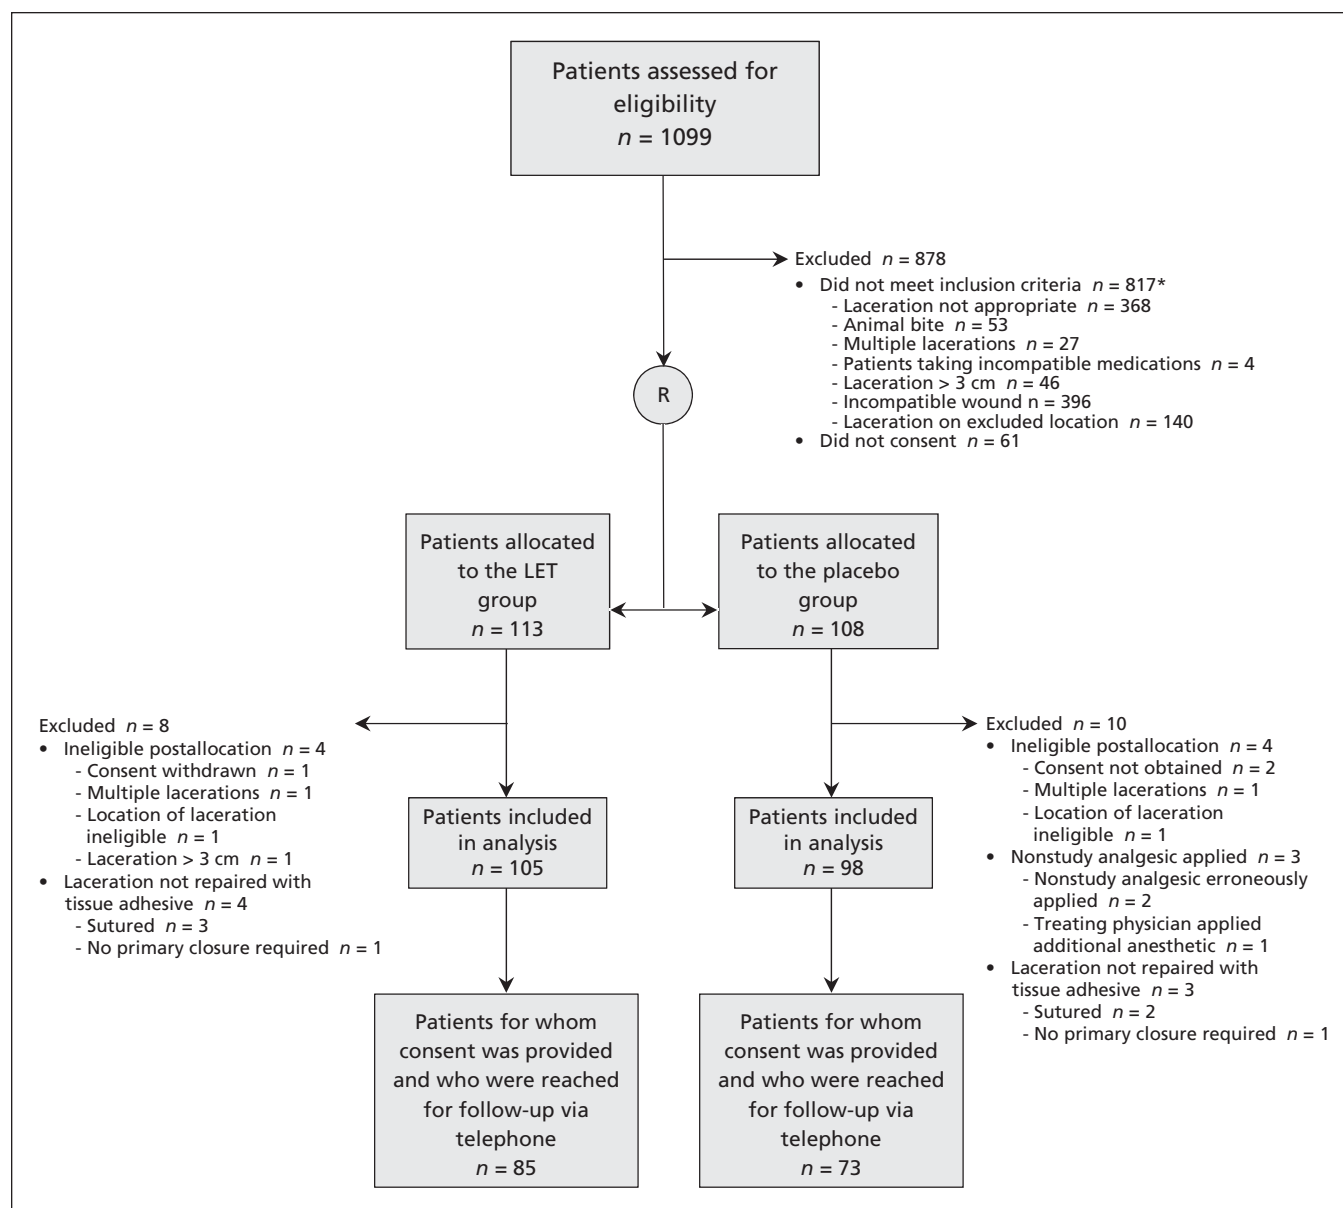 Patients assessed for
eligibility
n = 1099
Excluded n = 878
• Did not meet inclusion criteria n = 817*
- Laceration not appropriate n = 368
- Animal bite n = 53
- Multiple lacerations n = 27
- Patients taking incompatible medications n = 4
- Laceration > 3 cm n = 46
- Incompatible wound n = 396
- Laceration on excluded location n = 140
• Did not consent n = 61
R
Patients allocated
to the LET
group
n = 113
Patients allocated
to the placebo
group
n = 108
Excluded n = 8
• Ineligible postallocation n = 4
- Consent withdrawn n = 1
- Multiple lacerations n = 1
- Location of laceration
ineligible n = 1
- Laceration > 3 cm n = 1
• Laceration not repaired with
tissue adhesive n = 4
- Sutured n = 3
- No primary closure required n = 1
Excluded n = 10
• Ineligible postallocation n = 4
- Consent not obtained n = 2
- Multiple lacerations n = 1
- Location of laceration
ineligible n = 1
• Nonstudy analgesic applied n = 3
- Nonstudy analgesic erroneously
applied n = 2
- Treating physician applied
additional anesthetic n = 1
• Laceration not repaired with
tissue adhesive n = 3
- Sutured n = 2
- No primary closure required n = 1
Patients included
in analysis
n = 105
Patients included
in analysis
n = 98
Patients for whom
consent was provided
and who were reached
for follow-up via
telephone
n = 85
Patients for whom
consent was provided
and who were reached
for follow-up via
telephone
n = 73